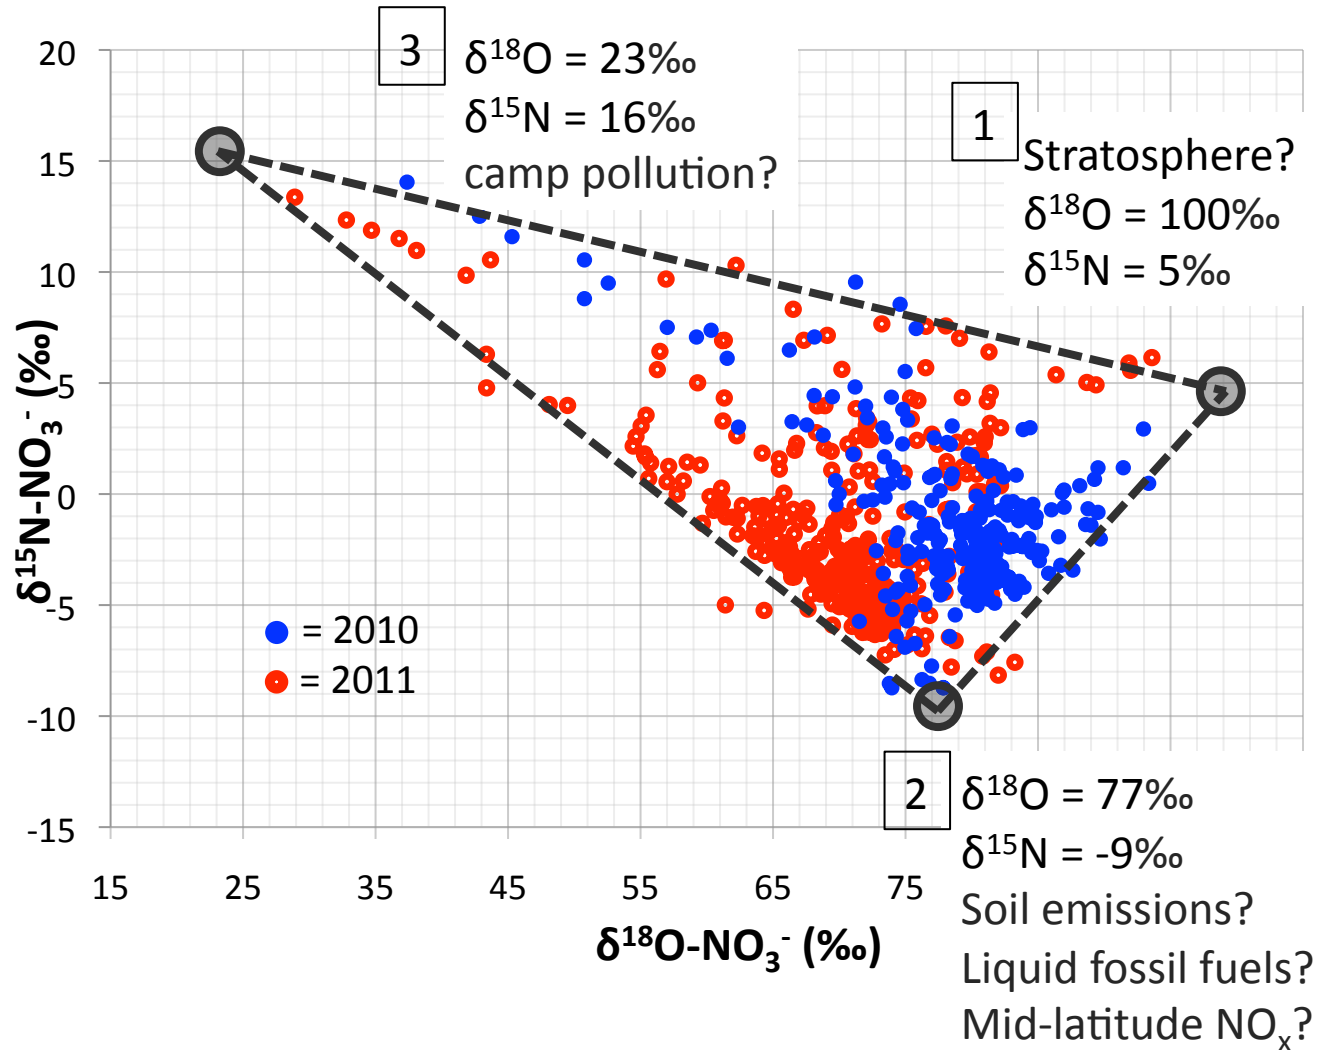 3
δ¹⁸O = 23‰
δ¹⁵N = 16‰
camp pollution?
1
Stratosphere?
δ¹⁸O = 100‰
δ¹⁵N = 5‰
20
15
10
5
0
-5
-10
-15
δ¹⁵N-NO₃⁻ (‰)
= 2010
= 2011
15 25 35 45 55 65 75
δ¹⁸O-NO₃⁻ (‰)
2
δ¹⁸O = 77‰
δ¹⁵N = -9‰
Soil emissions?
Liquid fossil fuels?
Mid-latitude NOₓ?